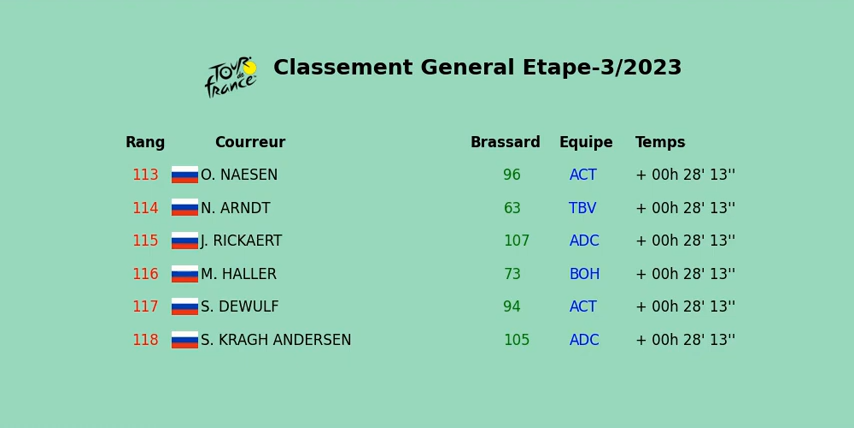 TOUR de france
Classement General Etape-3/2023
Rang Courreur Brassard Equipe Temps
113 O. NAESEN 96 ACT + 00h 28' 13''
114 N. ARNDT 63 TBV + 00h 28' 13''
115 J. RICKAERT 107 ADC + 00h 28' 13''
116 M. HALLER 73 BOH + 00h 28' 13''
117 S. DEWULF 94 ACT + 00h 28' 13''
118 S. KRAGH ANDERSEN 105 ADC + 00h 28' 13''